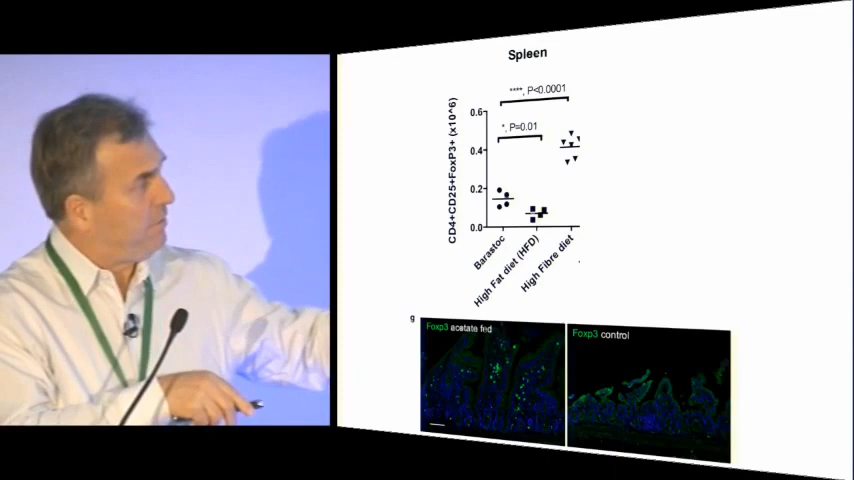 Spleen
****, P<0.0001
*, P=0.01
CD4+CD25+FoxP3+ (x10^6)
0.6
0.4
0.2
0.0
Barastoc
High Fat diet (HFD)
High Fibre diet
g
Foxp3 acetate fed
Foxp3 control